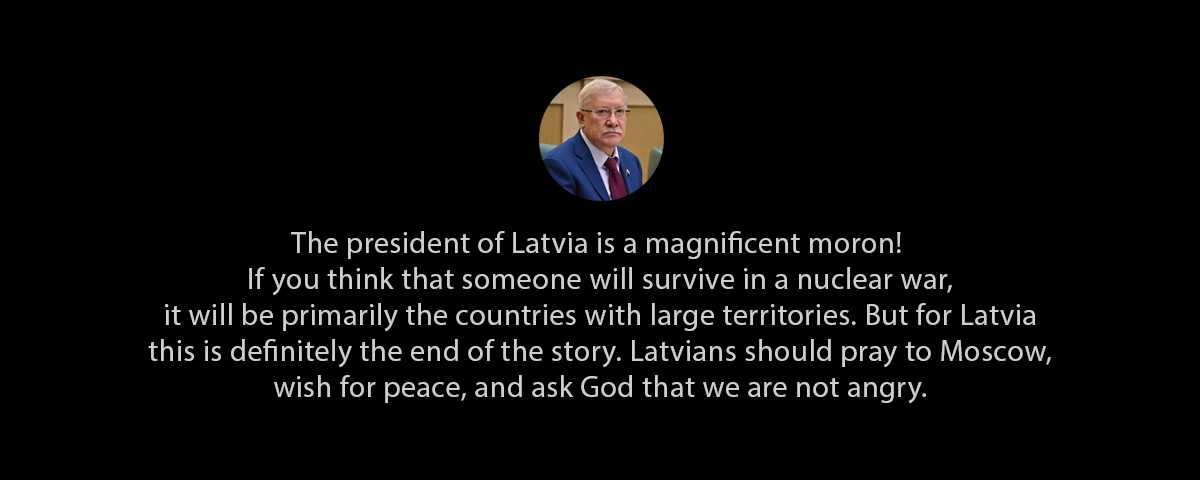 The president of Latvia is a magnificent moron!
If you think that someone will survive in a nuclear war,
it will be primarily the countries with large territories. But for Latvia
this is definitely the end of the story. Latvians should pray to Moscow,
wish for peace, and ask God that we are not angry.